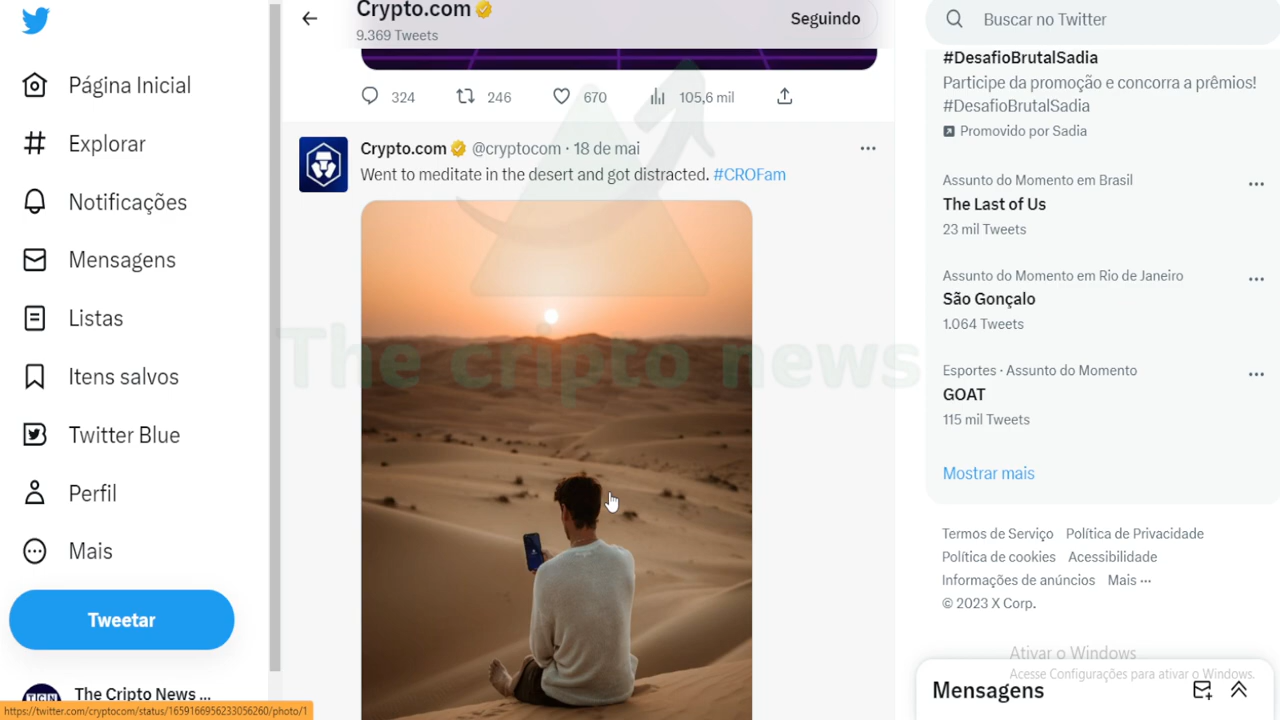 Página Inicial
Explorar
Notificações
Mensagens
Listas
Itens salvos
Twitter Blue
Perfil
Mais
Tweetar
The Cripto News ...
https://twitter.com/cryptocom/status/1659166956233056260/photo/1
Crypto.com
9.369 Tweets
Seguindo
324
246
670
105,6 mil
Crypto.com @cryptocom · 18 de mai
Went to meditate in the desert and got distracted. #CROFam
The cripto news
Buscar no Twitter
#DesafioBrutalSadia
Participe da promoção e concorra a prêmios!
#DesafioBrutalSadia
Promovido por Sadia
Assunto do Momento em Brasil
The Last of Us
23 mil Tweets
Assunto do Momento em Rio de Janeiro
São Gonçalo
1.064 Tweets
Esportes · Assunto do Momento
GOAT
115 mil Tweets
Mostrar mais
Termos de Serviço Política de Privacidade
Política de cookies Acessibilidade
Informações de anúncios Mais ···
© 2023 X Corp.
Ativar o Windows
Acesse Configurações para ativar o Windows.
Mensagens